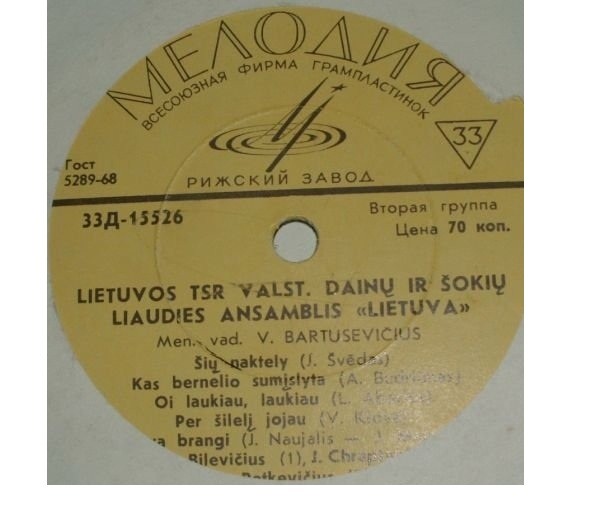 МЕЛОДИЯ
ВСЕСОЮЗНАЯ ФИРМА ГРАМПЛАСТИНОК
33
Гост
5289-68
РИЖСКИЙ ЗАВОД
33Д-15526
Вторая группа
Цена 70 коп.
LIETUVOS TSR VALST. DAINŲ IR ŠOKIŲ
LIAUDIES ANSAMBLIS «LIETUVA»
Men. vad. V. BARTUSEVICIUS
Šių naktely (J. Švedas)
Kas bernelio sumislyta (A.
Oi laukiau, laukiau (L.
Per šilelį jojau (V.
brangi (J. Naujalis —
Bilevičius (1), J.